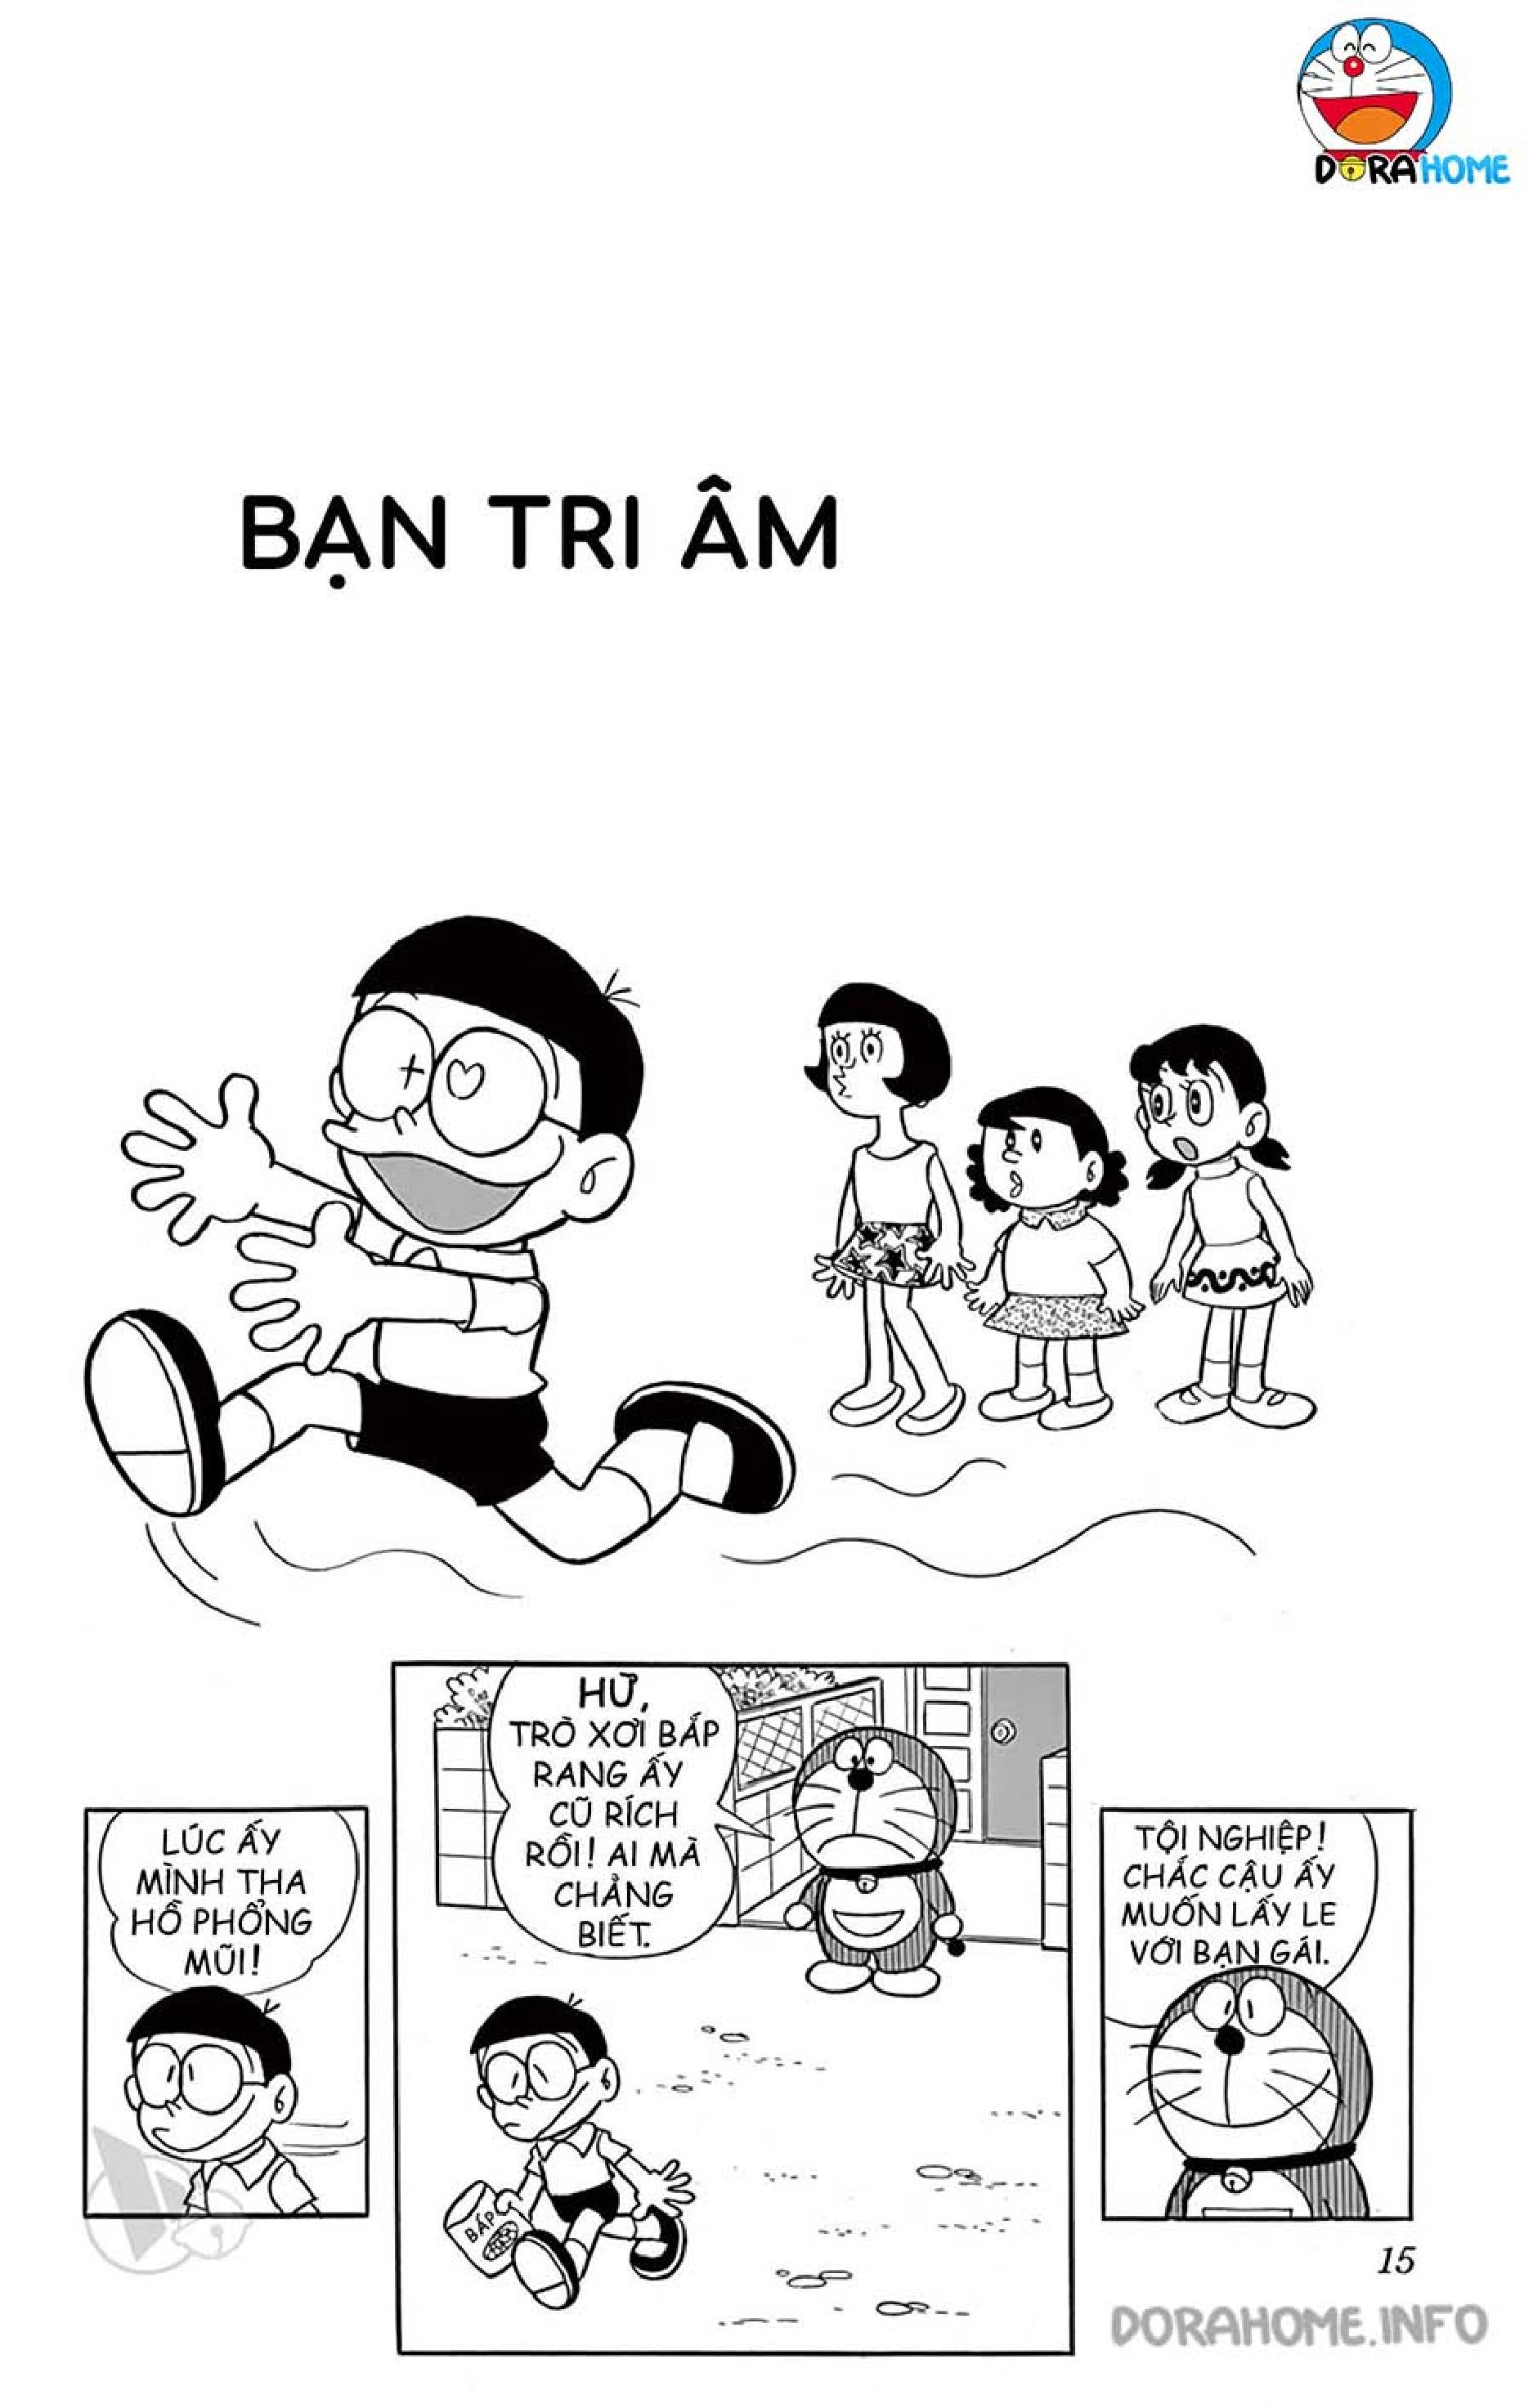 DORAHOME
BẠN TRI ÂM
LÚC ẤY
MÌNH THA
HỒ PHỔNG
MŨI!
HỪ,
TRÒ XƠI BẮP
RANG ẤY
CŨ RÍCH
RỒI! AI MÀ
CHẢNG
BIẾT.
BẮP
TỘI NGHIỆP!
CHẮC CẬU ẤY
MUỐN LẤY LE
VỚI BẠN GÁI.
15
DORAHOME.INFO